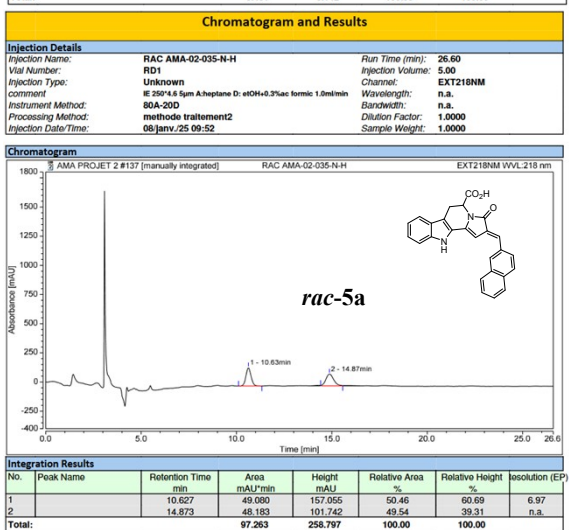 Chromatogram and Results
Injection Details
Injection Name: RAC AMA-02-035-N-H Run Time (min): 26.60
Vial Number: RD1 Injection Volume: 5.00
Injection Type: Unknown Channel: EXT218NM
comment IE 250*4.6 5µm A:heptane D: etOH+0.3%ac formic 1.0ml/min Wavelength: n.a.
Instrument Method: 80A-20D Bandwidth: n.a.
Processing Method: methode traitement2 Dilution Factor: 1.0000
Injection Date/Time: 08/janv./25 09:52 Sample Weight: 1.0000
Chromatogram
AMA PROJET 2 #137 [manually integrated] RAC AMA-02-035-N-H EXT218NM WVL:218 nm
1800
1500
1250
1000
750
500
250
0
-250
-400
Absorbance [mAU]
CO2H
O
N
N
H
rac-5a
1 - 10.63min
2 - 14.87min
0.0 5.0 10.0 15.0 20.0 25.0 26.6
Time [min]
Integration Results
No. Peak Name Retention Time Area Height Relative Area Relative Height esolution (EP)
min mAU*min mAU % %
1 10.627 49.080 157.055 50.46 60.69 6.97
2 14.873 48.183 101.742 49.54 39.31 n.a.
Total: 97.263 258.797 100.00 100.00